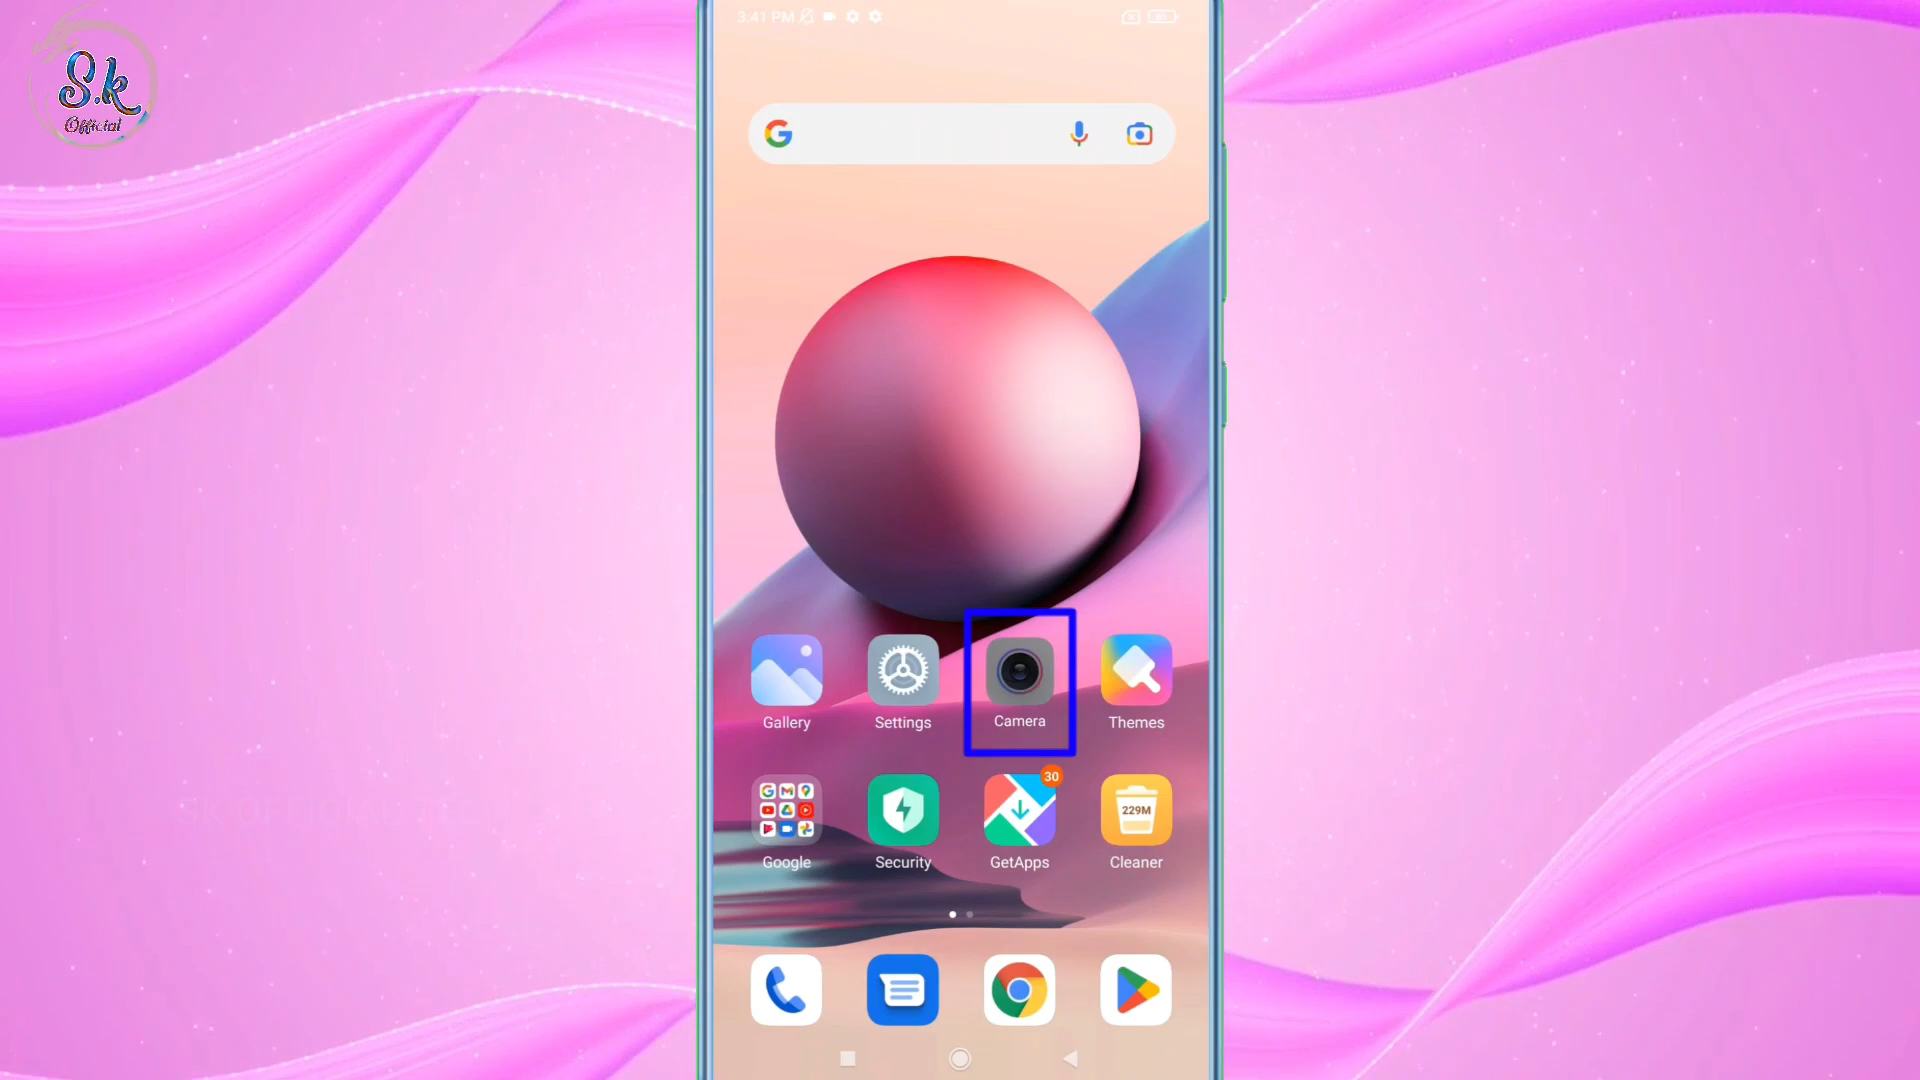 3:41 PM
S.k
Official
Gallery
Settings
Camera
Themes
30
229M
Google
Security
GetApps
Cleaner